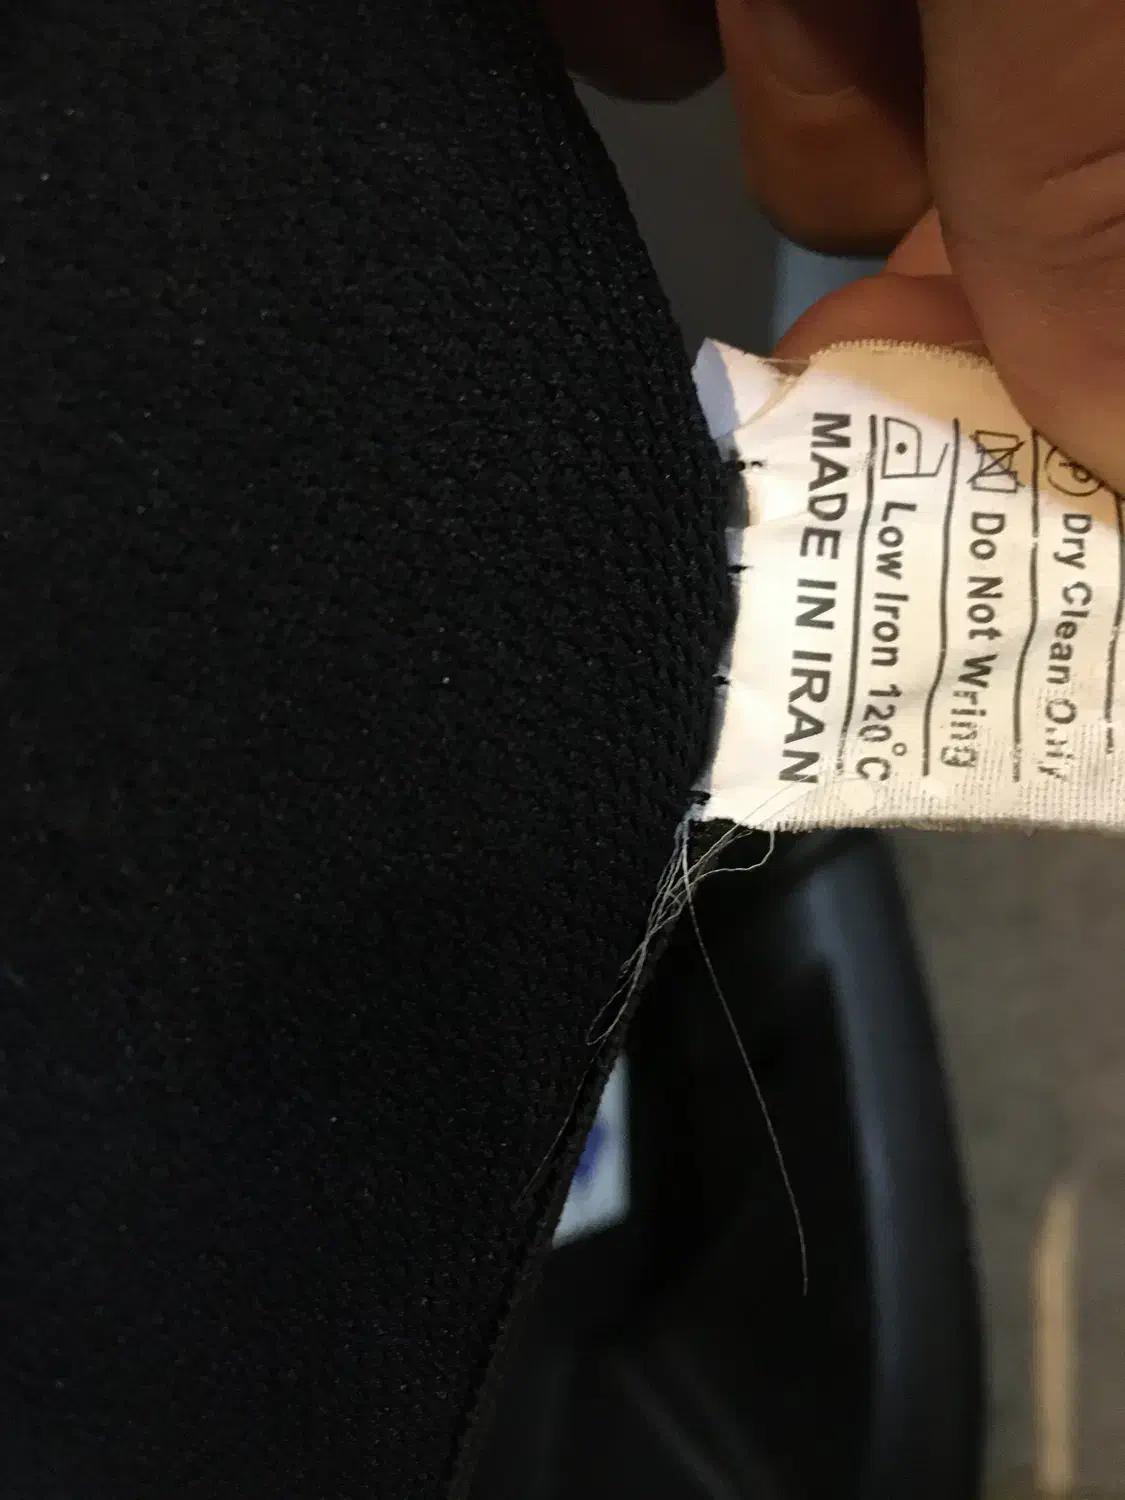 Ⓟ Dry Clean Only
Do Not Wring
Low Iron 120°C
MADE IN IRAN